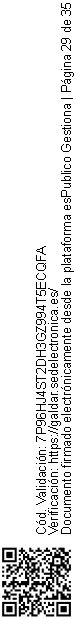 Cód. Validación: 7P96HJ4ST2DH3GZ994T5ECQFA
Verificación: https://galdar.sedelectronica.es/
Documento firmado electrónicamente desde la plataforma esPublico Gestiona | Página 29 de 35